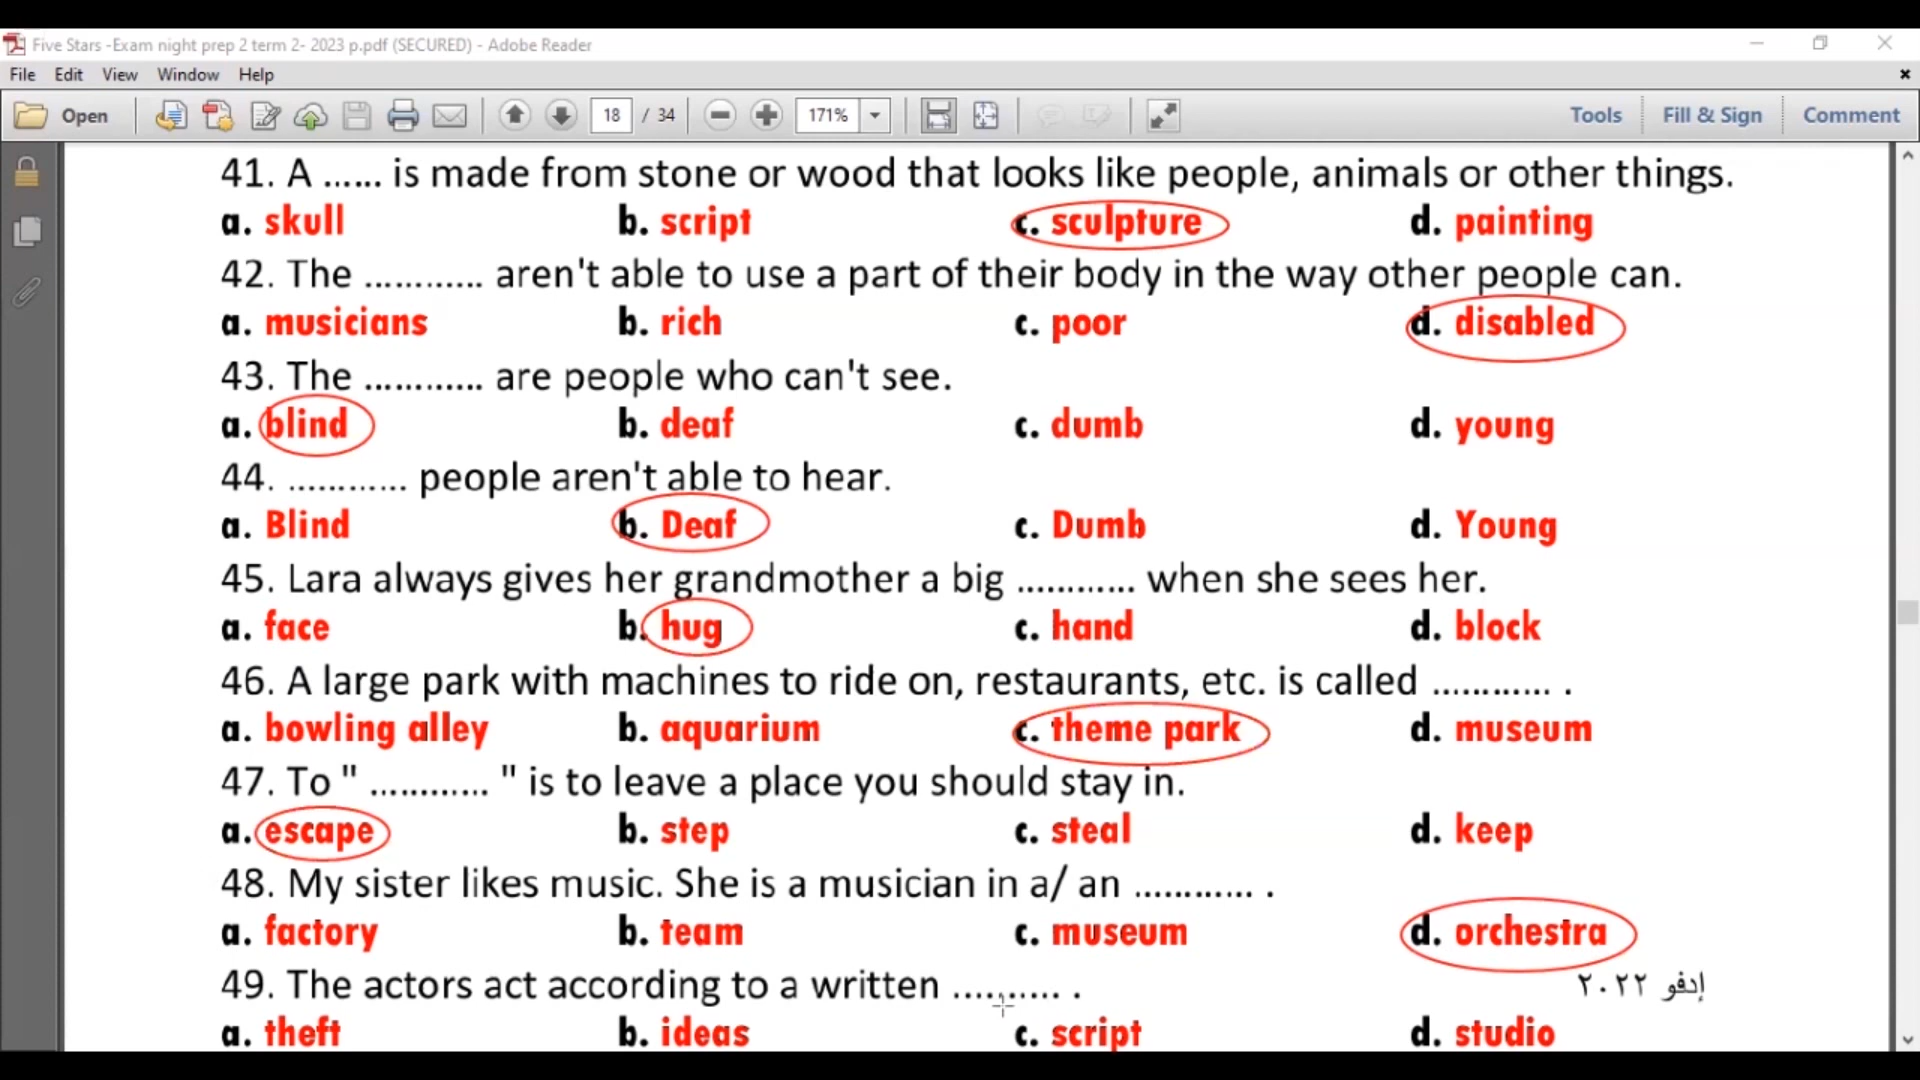 Five Stars -Exam night prep 2 term 2- 2023 p.pdf (SECURED) - Adobe Reader
File Edit View Window Help
Open 18 / 34 171% Tools Fill & Sign Comment
41. A ...... is made from stone or wood that looks like people, animals or other things.
a. skull b. script c. sculpture d. painting
42. The ............ aren't able to use a part of their body in the way other people can.
a. musicians b. rich c. poor d. disabled
43. The ............ are people who can't see.
a. blind b. deaf c. dumb d. young
44. ............ people aren't able to hear.
a. Blind b. Deaf c. Dumb d. Young
45. Lara always gives her grandmother a big ............ when she sees her.
a. face b. hug c. hand d. block
46. A large park with machines to ride on, restaurants, etc. is called ............ .
a. bowling alley b. aquarium c. theme park d. museum
47. To " ............ " is to leave a place you should stay in.
a. escape b. step c. steal d. keep
48. My sister likes music. She is a musician in a/ an ............ .
a. factory b. team c. museum d. orchestra
49. The actors act according to a written ........... . إدفو ٢٠٢٢
a. theft b. ideas c. script d. studio